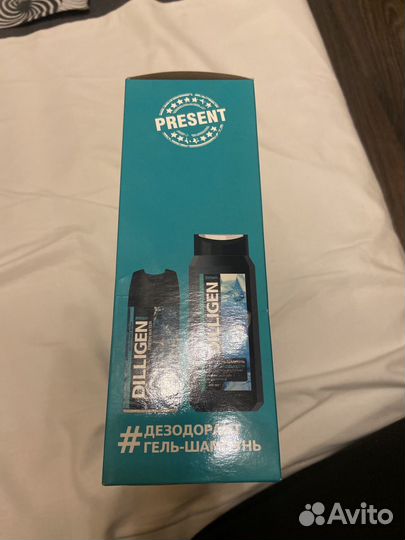 PRESENT
DILLIGEN
DILLIGEN
#ДЕЗОДОРАНТ
ГЕЛЬ-ШАМПУНЬ
Avito